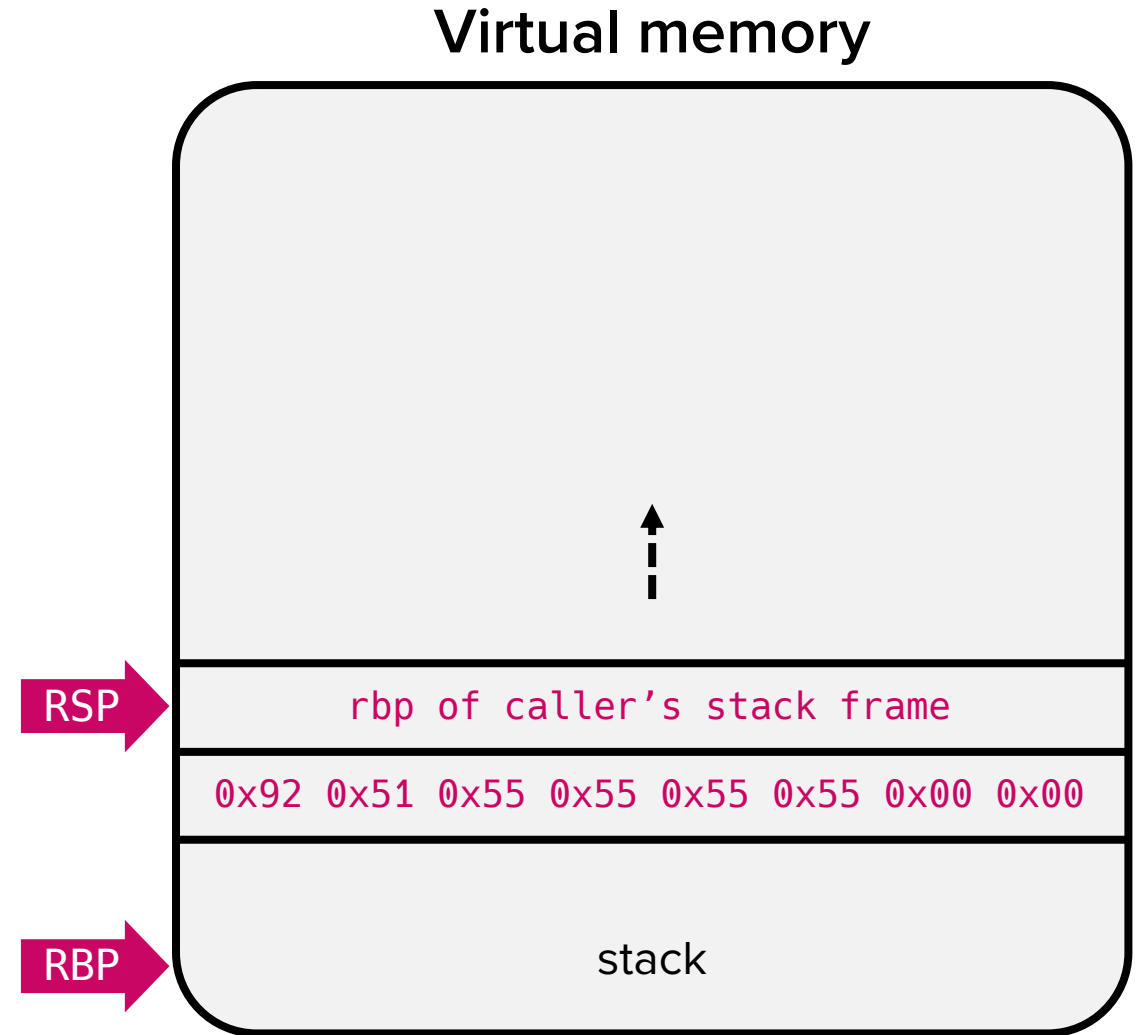 Virtual memory
RSP
rbp of caller’s stack frame
0x92 0x51 0x55 0x55 0x55 0x55 0x00 0x00
RBP
stack